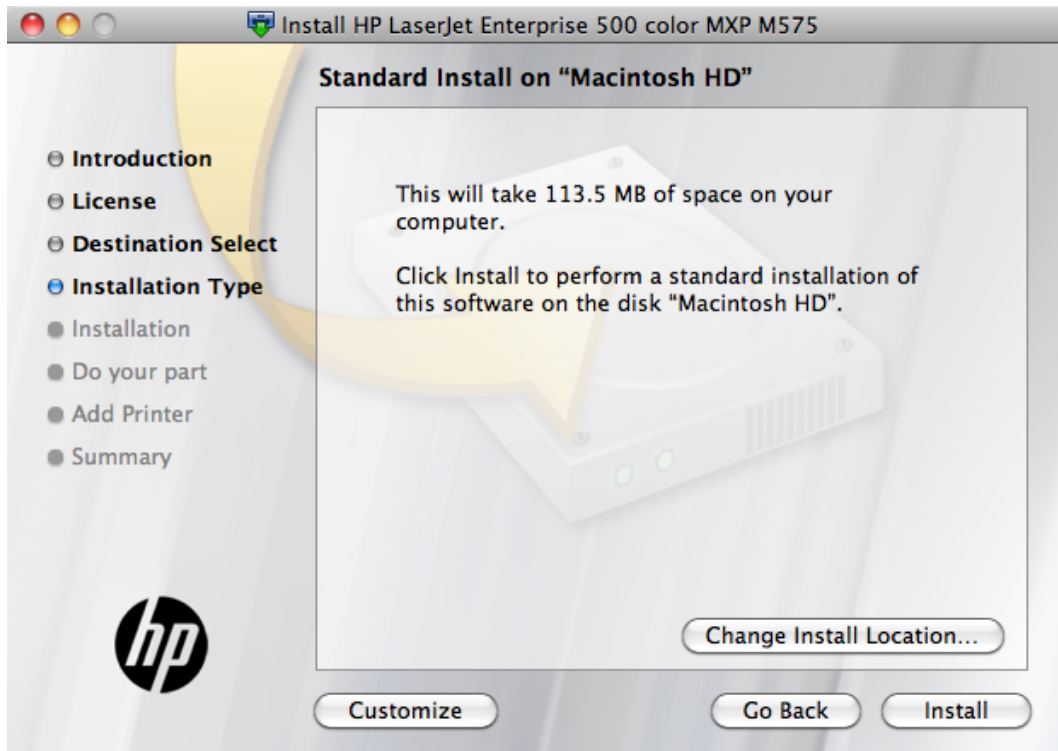 Install HP LaserJet Enterprise 500 color MXP M575
Standard Install on “Macintosh HD”
Introduction
License
Destination Select
Installation Type
Installation
Do your part
Add Printer
Summary
This will take 113.5 MB of space on your
computer.
Click Install to perform a standard installation of
this software on the disk “Macintosh HD”.
hp
Change Install Location...
Customize
Go Back
Install